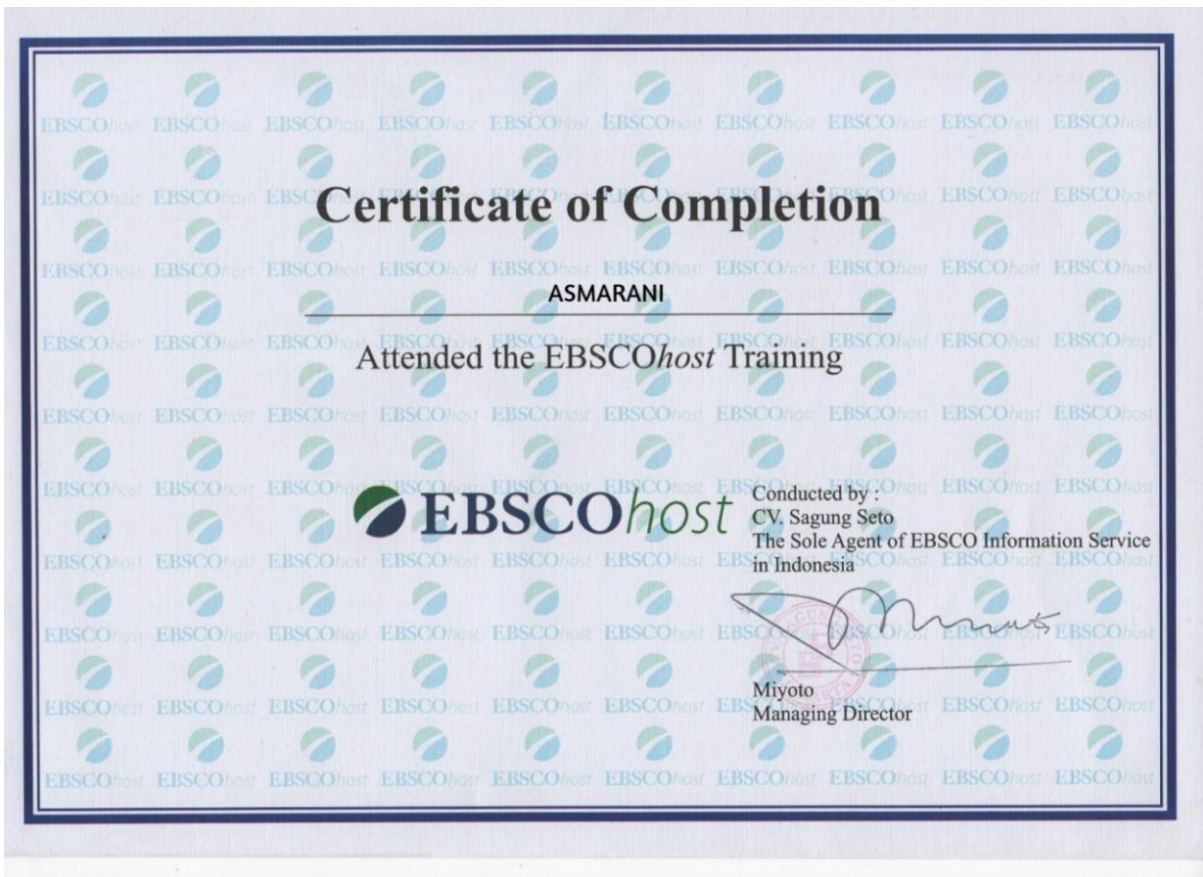 Certificate of Completion
ASMARANI
Attended the EBSCOhost Training
EBSCOhost
Conducted by :
CV. Sagung Seto
The Sole Agent of EBSCO Information Service
in Indonesia
Miyoto
Managing Director